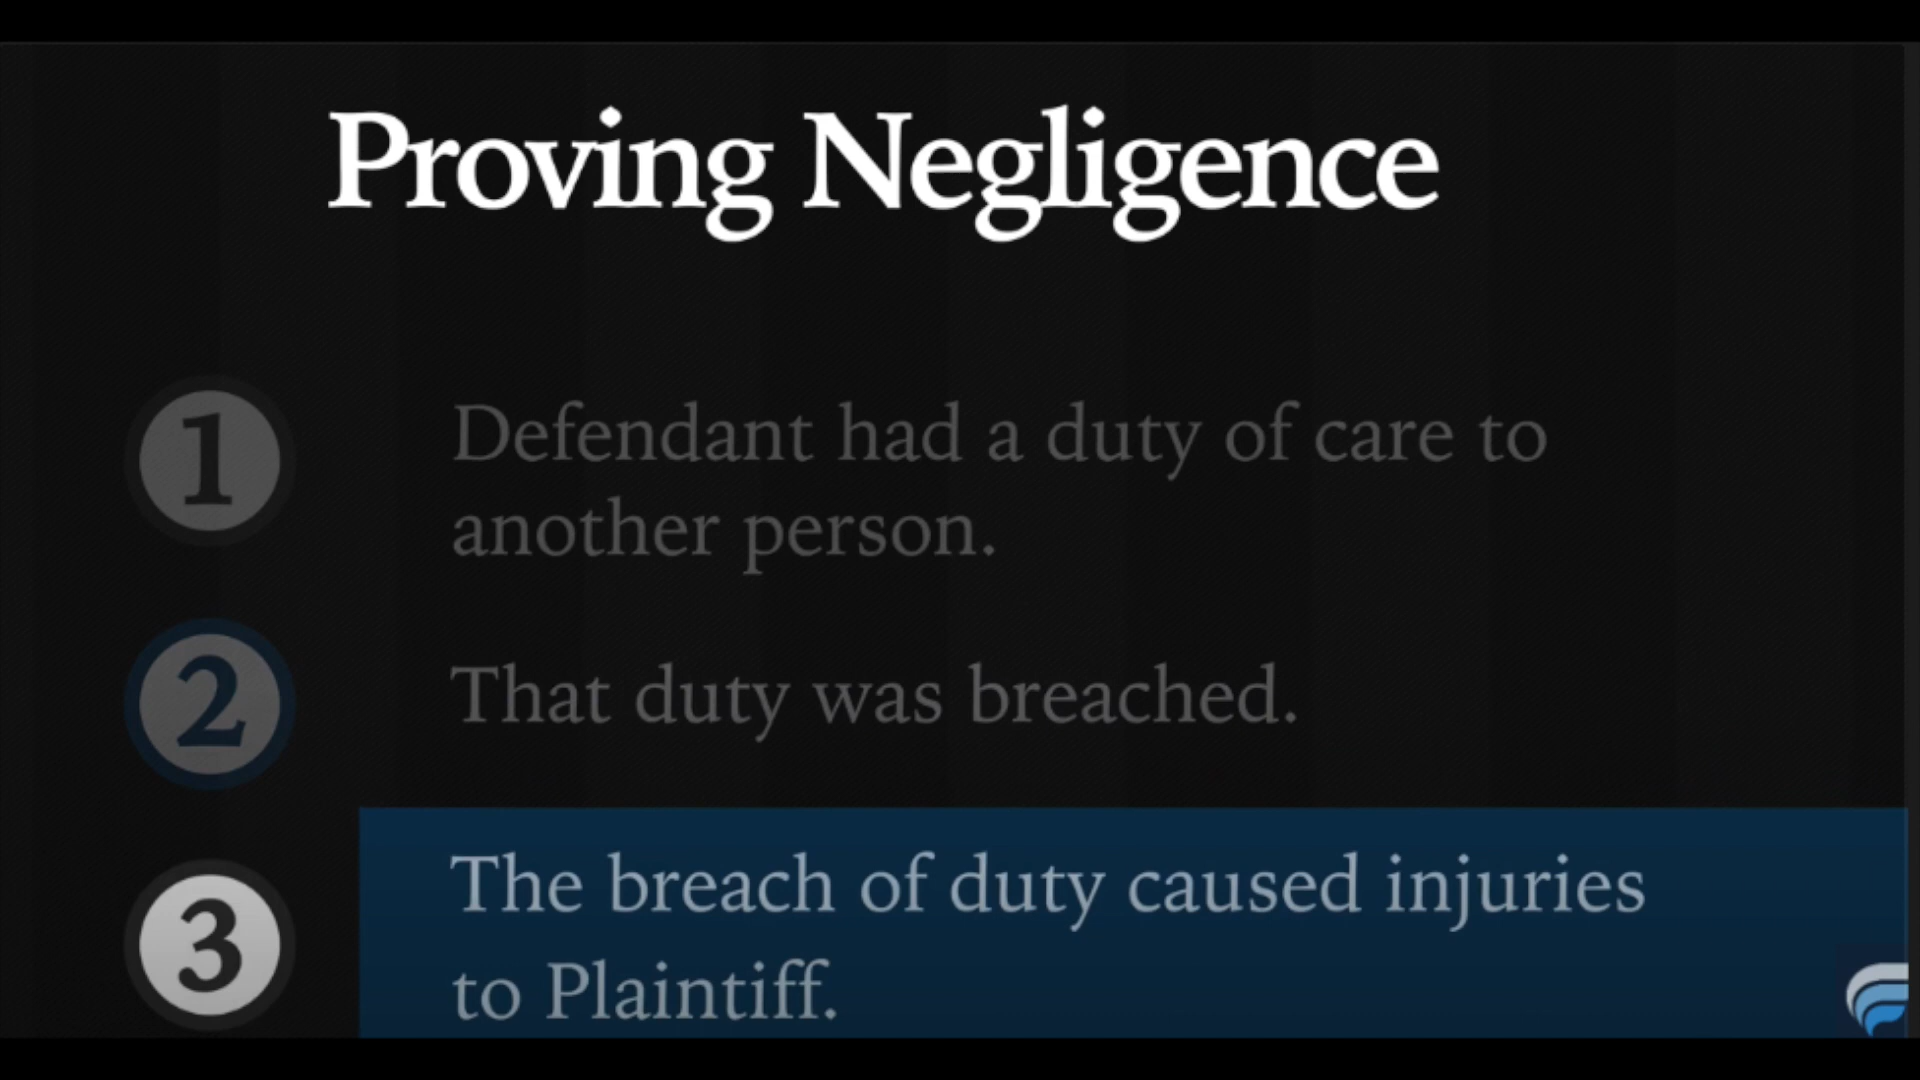 Proving Negligence
1
Defendant had a duty of care to
another person.
2
That duty was breached.
3
The breach of duty caused injuries
to Plaintiff.